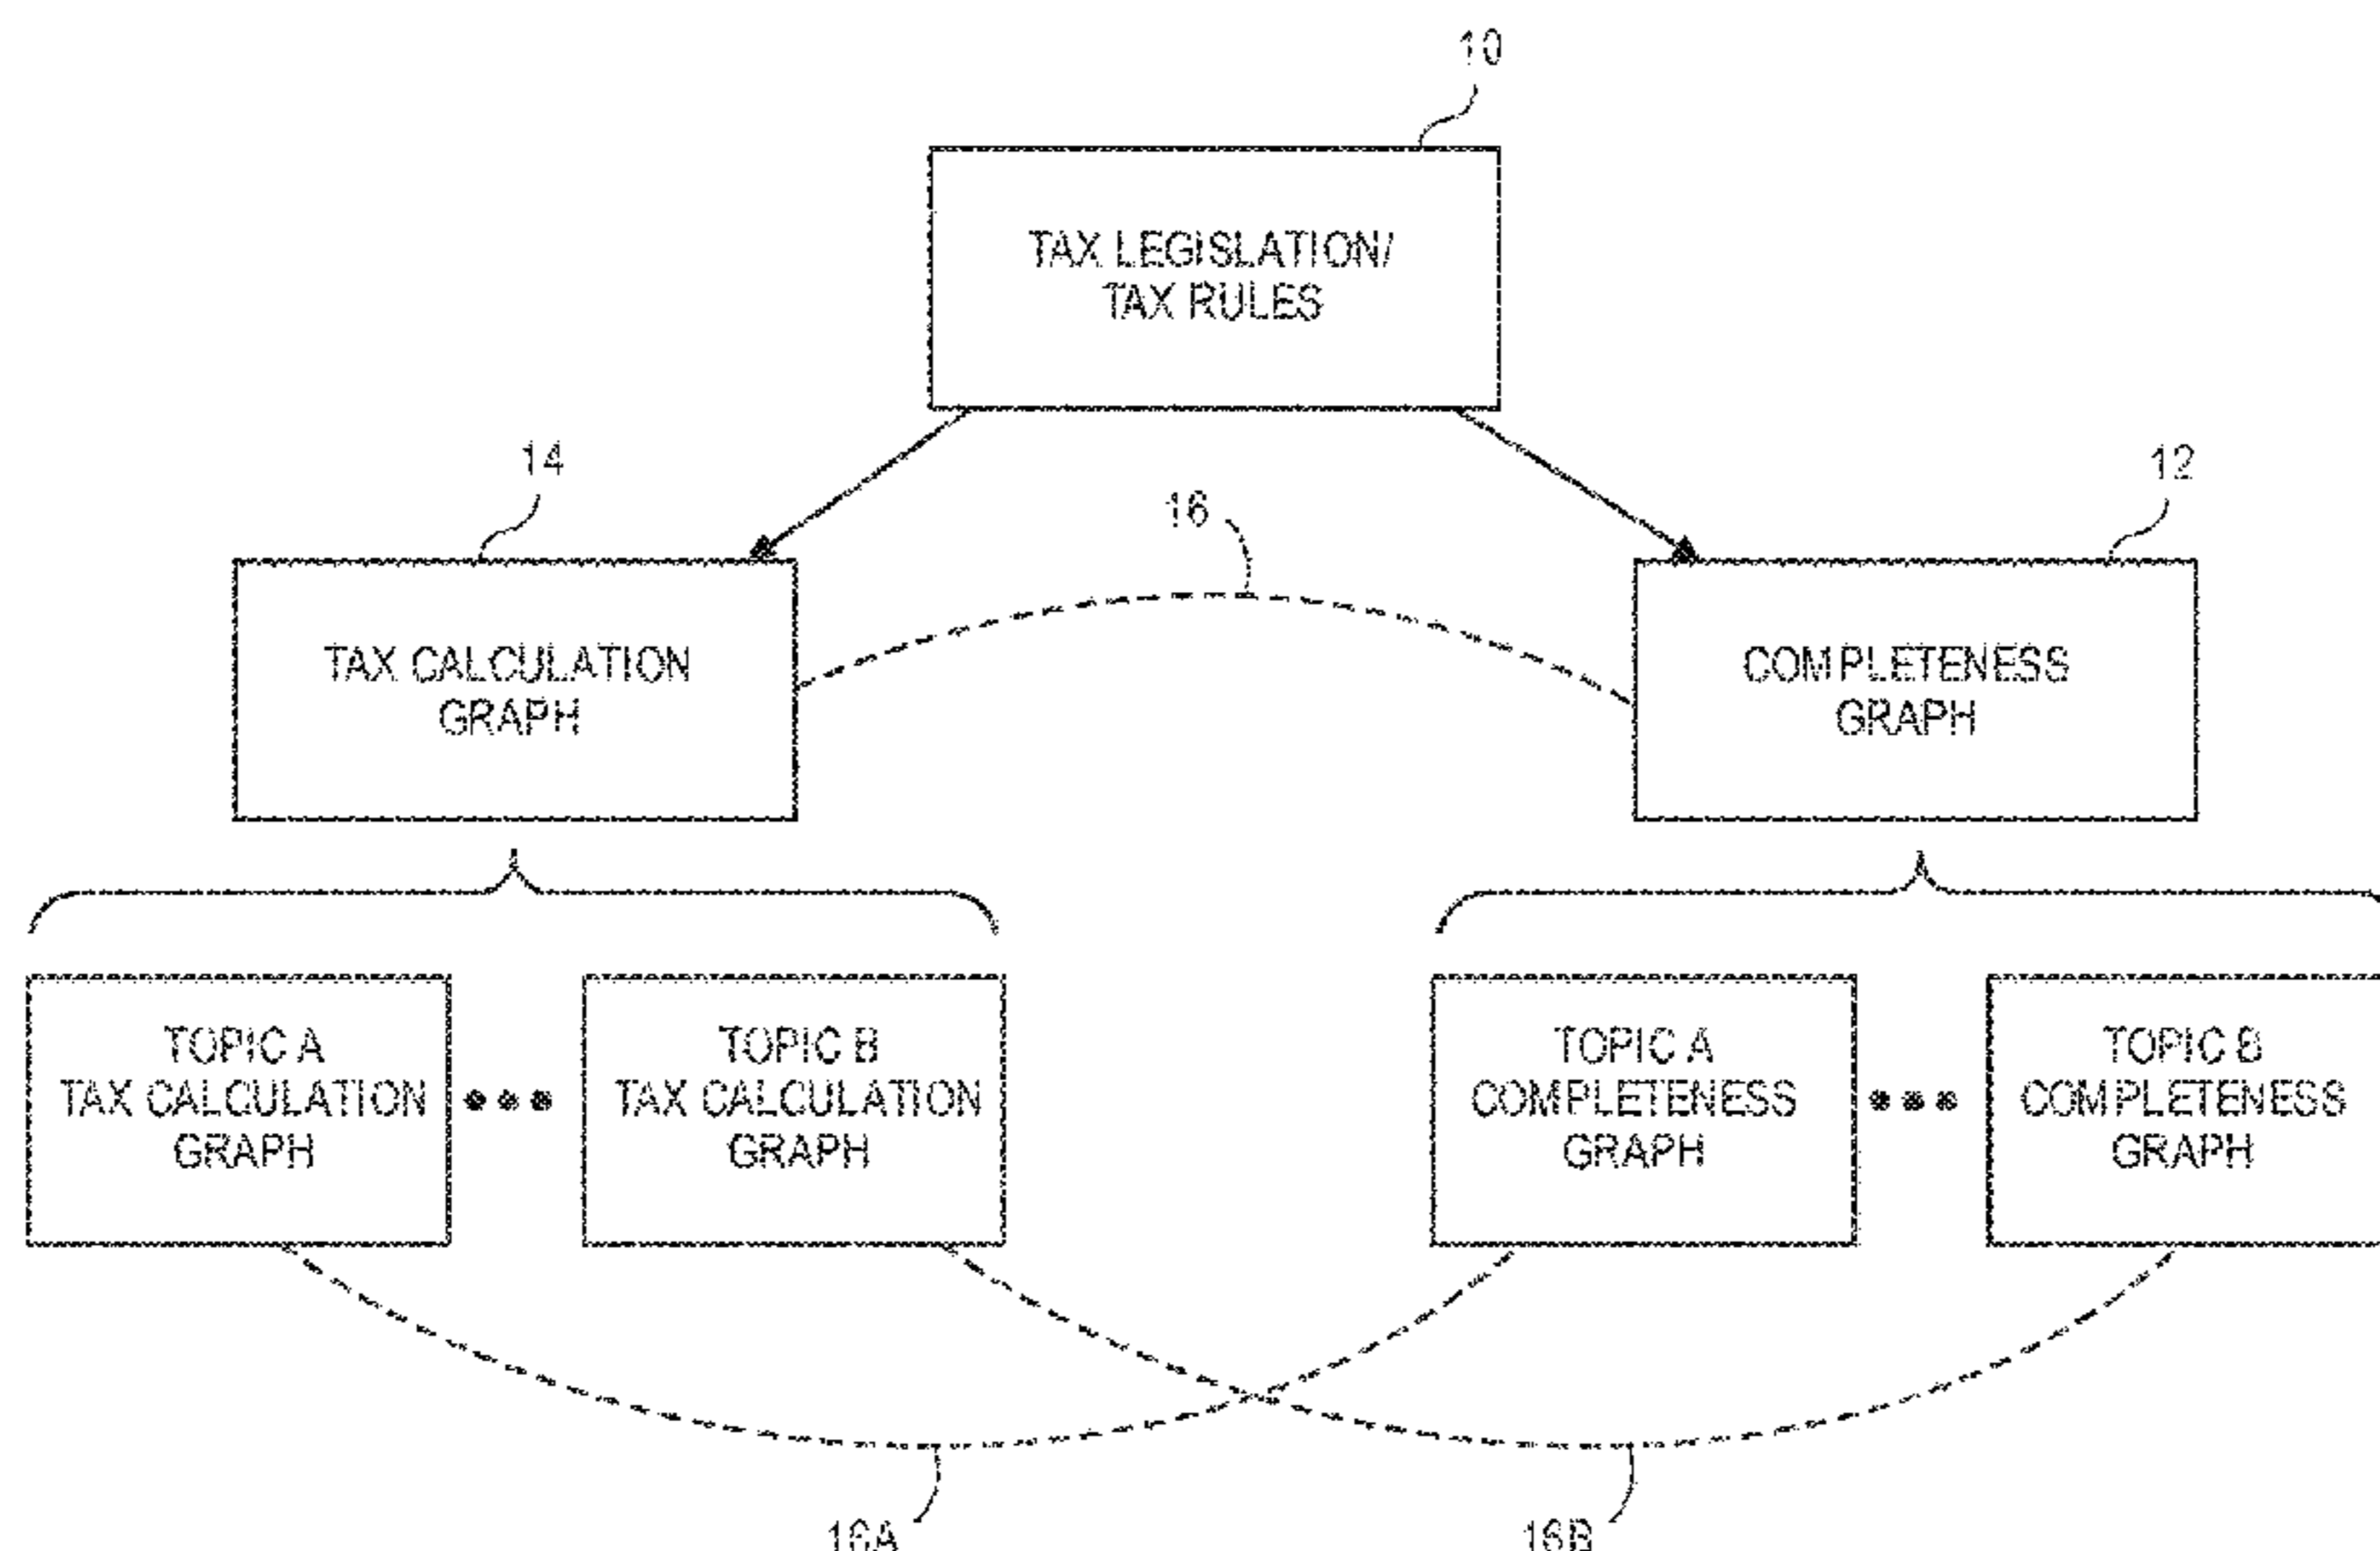 10
TAX LEGISLATION/
TAX RULES
14
16
12
TAX CALCULATION
GRAPH
COMPLETENESS
GRAPH
TOPIC A
TAX CALCULATION
GRAPH
TOPIC B
TAX CALCULATION
GRAPH
TOPIC A
COMPLETENESS
GRAPH
TOPIC B
COMPLETENESS
GRAPH
16A
16B